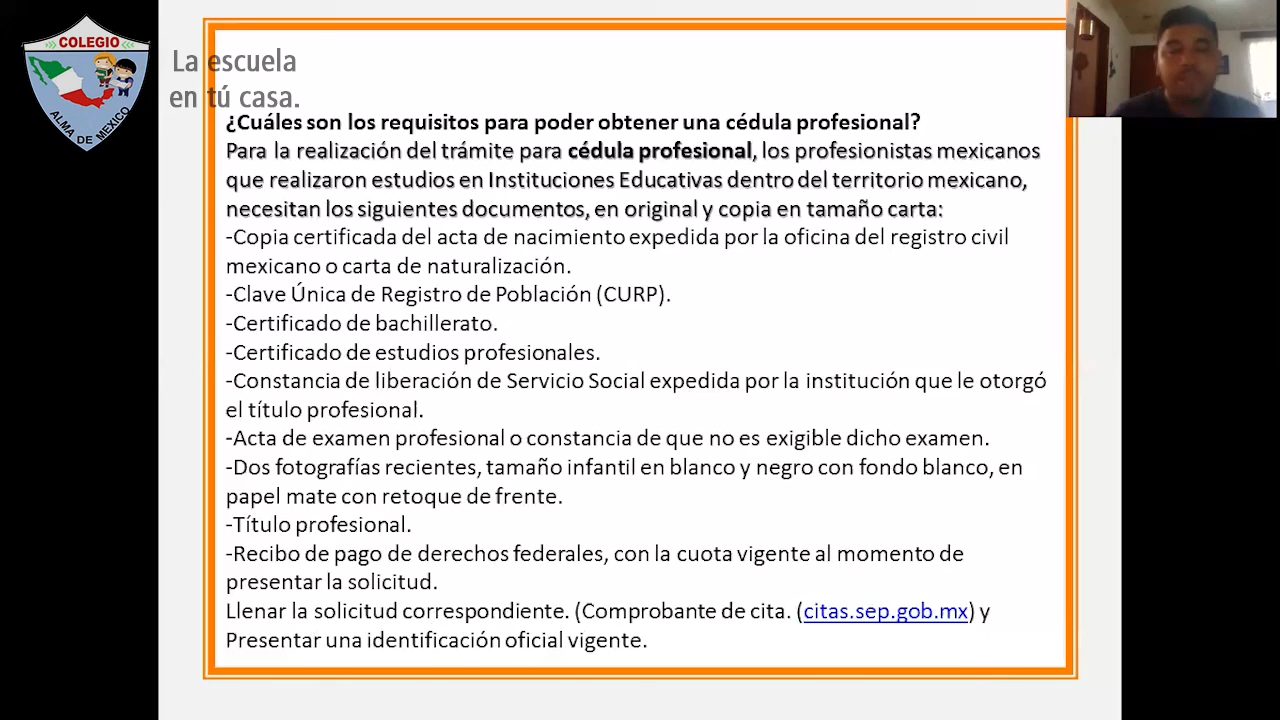 COLEGIO
ALMA DE MEXICO
La escuela
en tú casa.
¿Cuáles son los requisitos para poder obtener una cédula profesional?
Para la realización del trámite para cédula profesional, los profesionistas mexicanos
que realizaron estudios en Instituciones Educativas dentro del territorio mexicano,
necesitan los siguientes documentos, en original y copia en tamaño carta:
-Copia certificada del acta de nacimiento expedida por la oficina del registro civil
mexicano o carta de naturalización.
-Clave Única de Registro de Población (CURP).
-Certificado de bachillerato.
-Certificado de estudios profesionales.
-Constancia de liberación de Servicio Social expedida por la institución que le otorgó
el título profesional.
-Acta de examen profesional o constancia de que no es exigible dicho examen.
-Dos fotografías recientes, tamaño infantil en blanco y negro con fondo blanco, en
papel mate con retoque de frente.
-Título profesional.
-Recibo de pago de derechos federales, con la cuota vigente al momento de
presentar la solicitud.
Llenar la solicitud correspondiente. (Comprobante de cita. (citas.sep.gob.mx) y
Presentar una identificación oficial vigente.